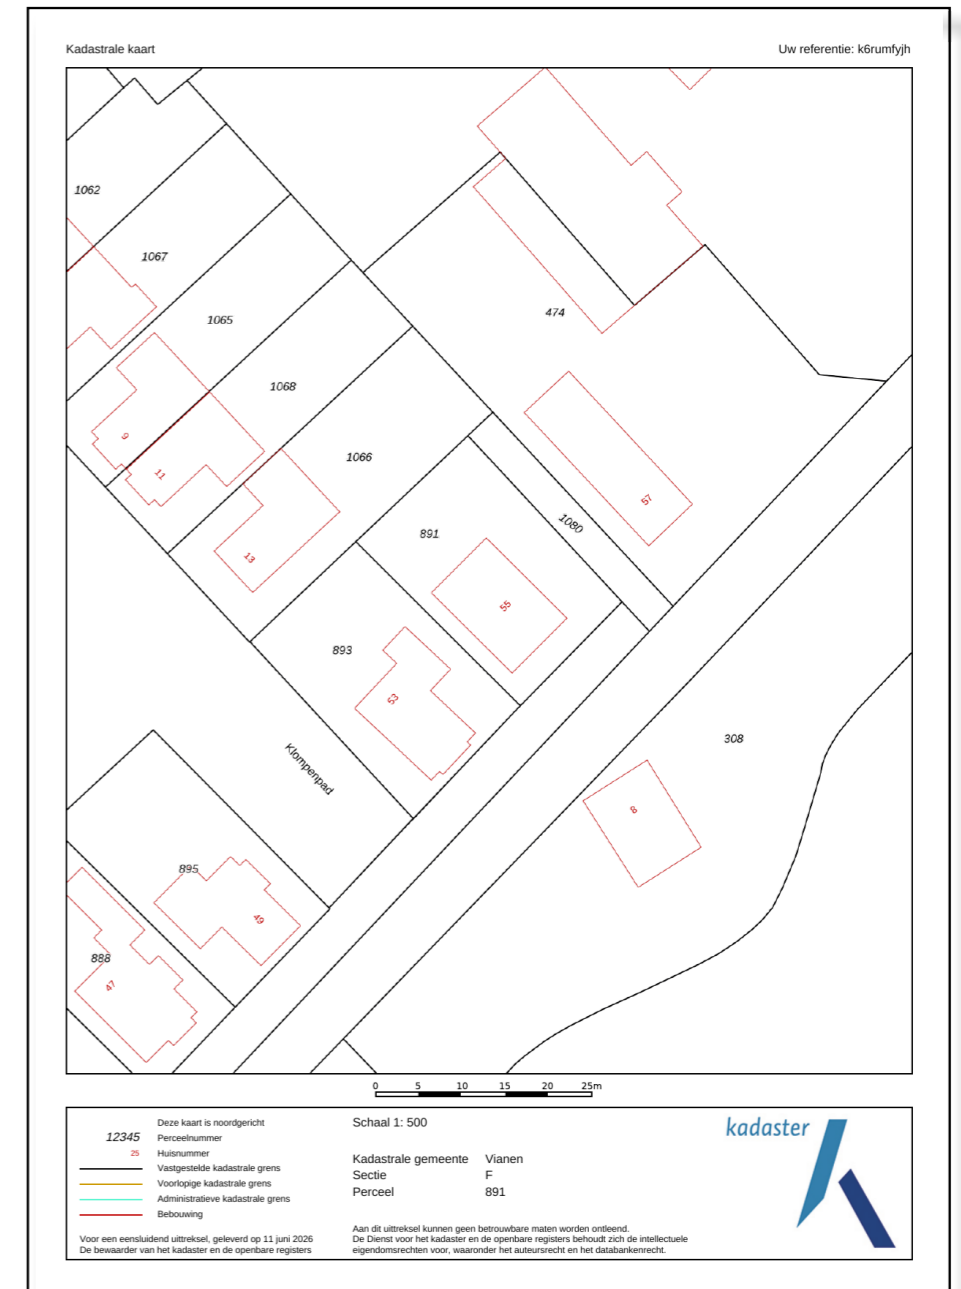 Kadastrale kaart
Uw referentie: k6rumfyjh
1062
1067
1065
474
1068
9
11
1066
57
1080
891
13
55
893
53
308
Klompenpad
8
895
49
888
47
0 5 10 15 20 25m
Deze kaart is noordgericht
12345 Perceelnummer
25 Huisnummer
Vastgestelde kadastrale grens
Voorlopige kadastrale grens
Administratieve kadastrale grens
Bebouwing
Voor een eensluidend uittreksel, geleverd op 11 juni 2026
De bewaarder van het kadaster en de openbare registers
Schaal 1: 500
Kadastrale gemeente Vianen
Sectie F
Perceel 891
Aan dit uittreksel kunnen geen betrouwbare maten worden ontleend.
De Dienst voor het kadaster en de openbare registers behoudt zich de intellectuele
eigendomsrechten voor, waaronder het auteursrecht en het databankenrecht.
kadaster